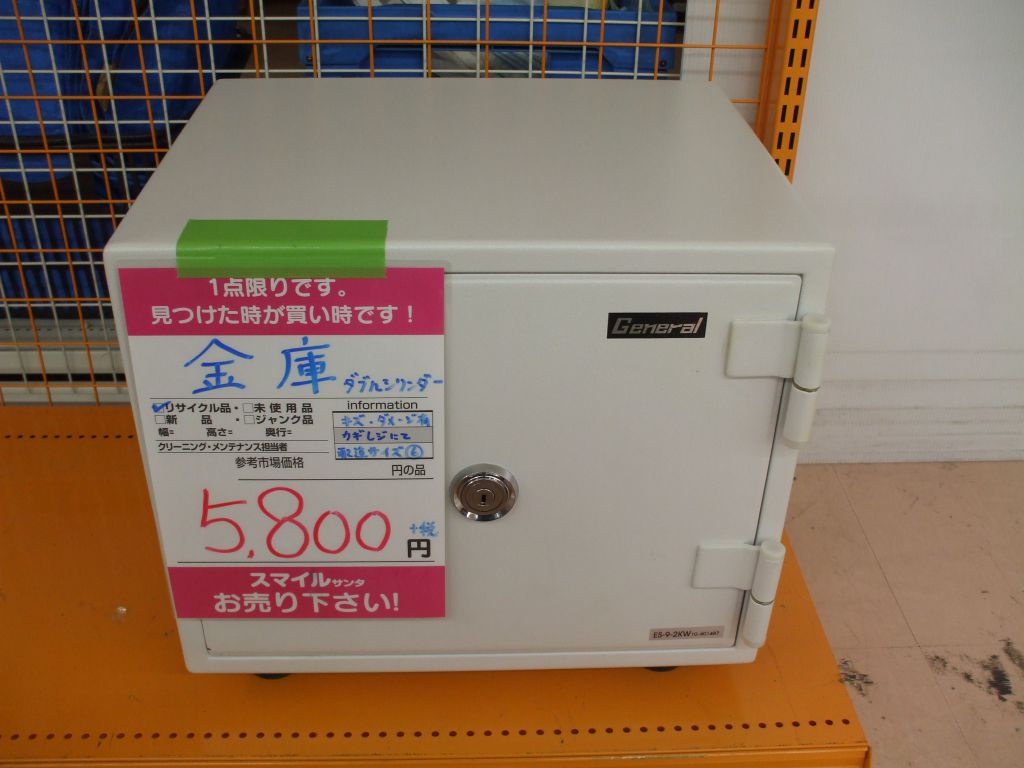 1点限りです。
見つけた時が買い時です！
金庫 ダブルシリンダー
☑リサイクル品・□未使用品
□新　品・□ジャンク品
幅=　高さ=　奥行=
クリーニング・メンテナンス担当者
information
キズ・ダメージ有
カギレジにて
配送サイズ⑥
参考市場価格
円の品
5,800 +税
円
スマイルサンタ
お売り下さい!
General
ES-9-2KW